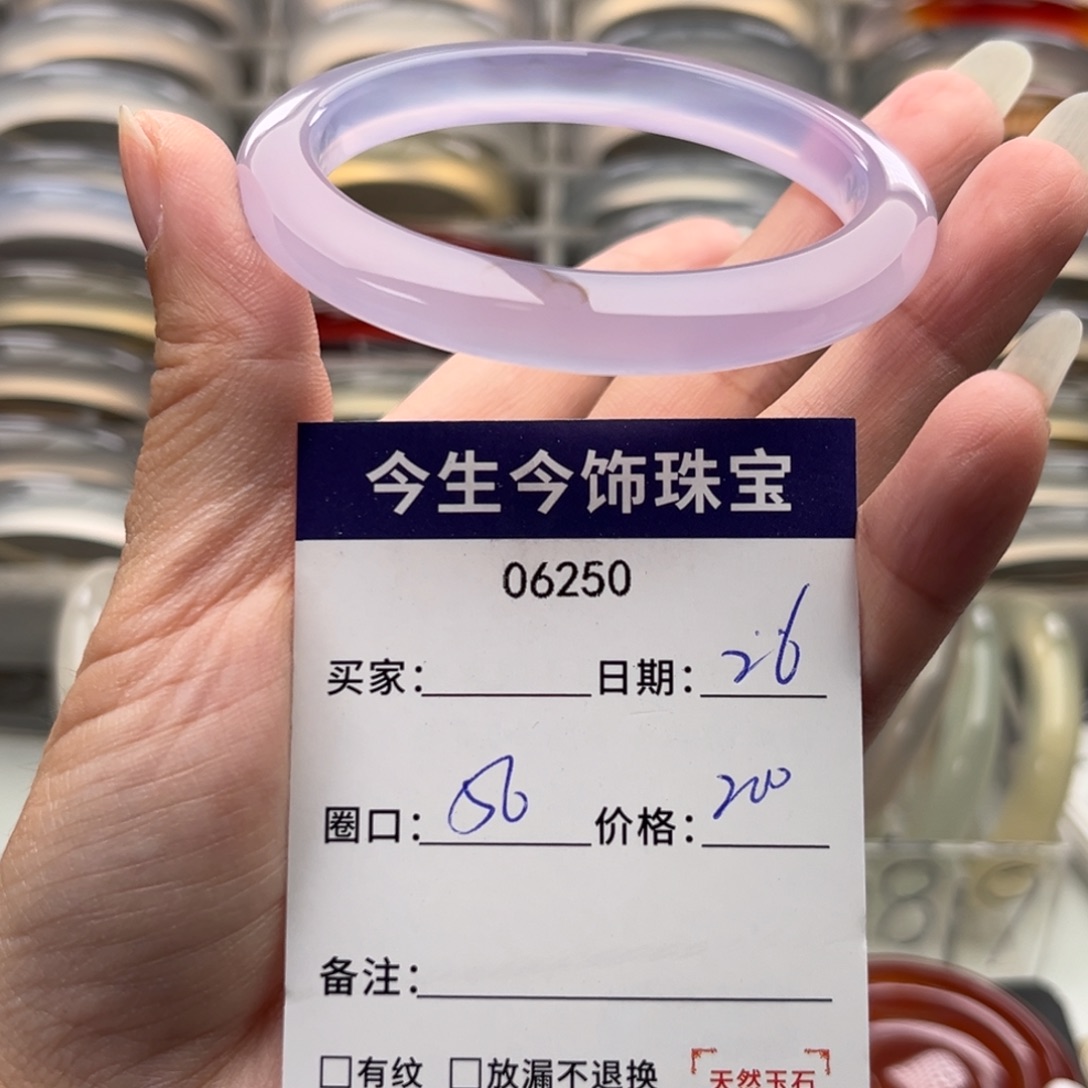 今生今饰珠宝
06250
买家： 日期：26
圈口：56 价格：200
备注：
□有纹 □放漏不退换 天然玉石
819